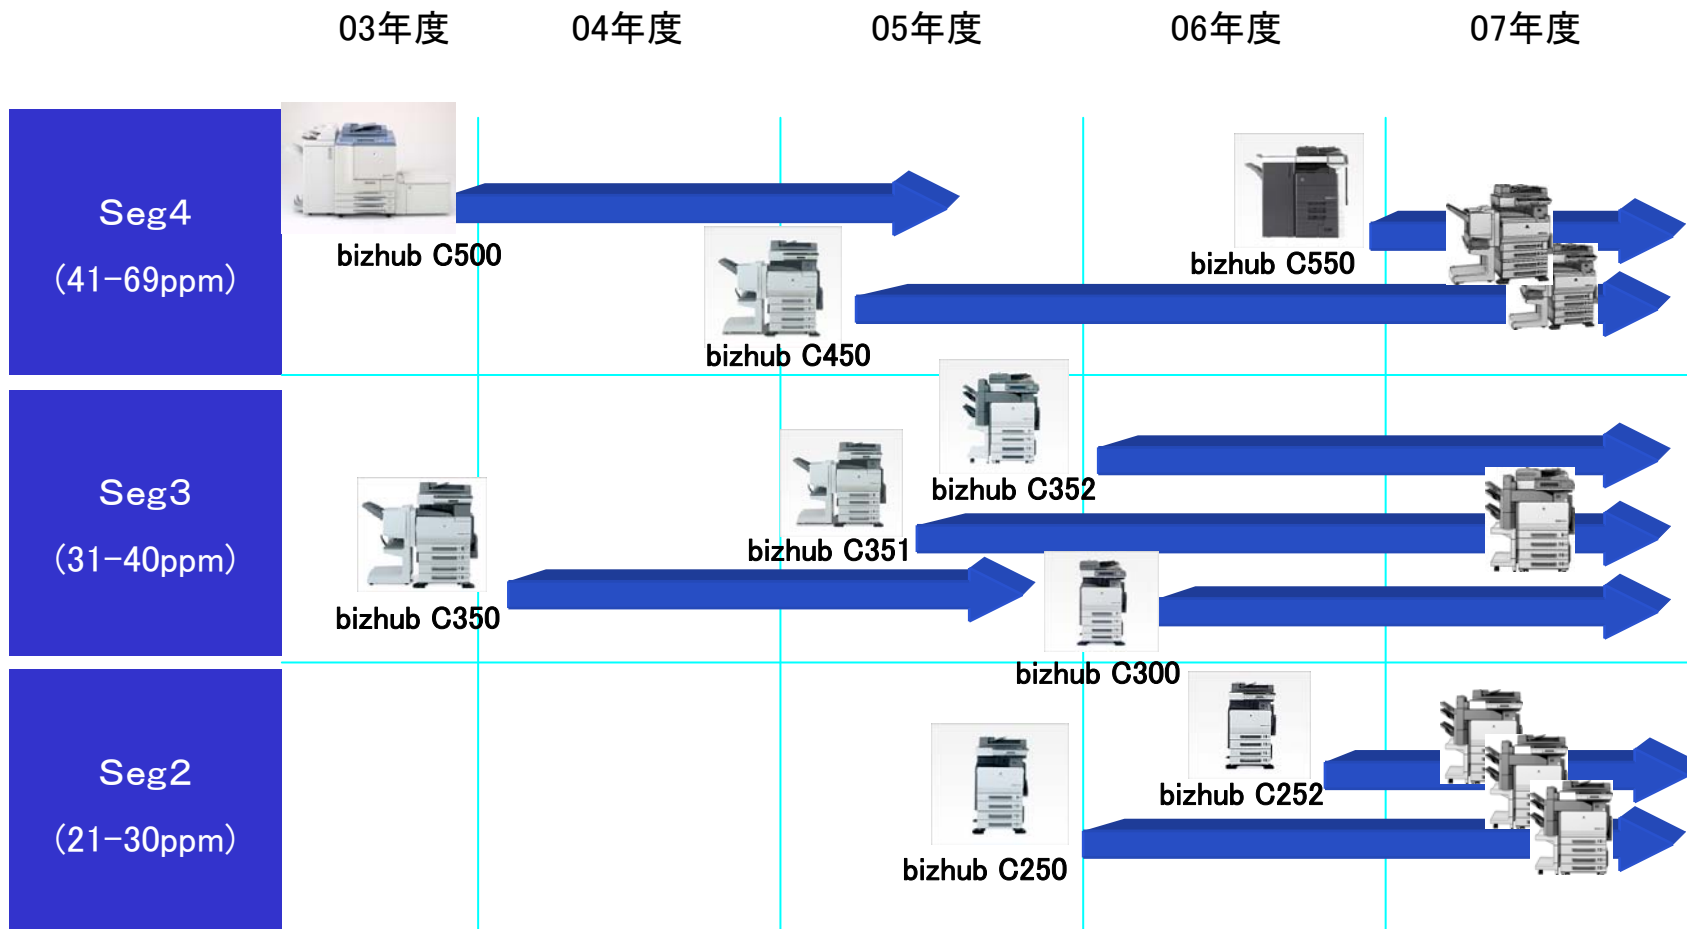 03年度 04年度 05年度 06年度 07年度
Seg4
(41-69ppm)
bizhub C500
bizhub C550
bizhub C450
Seg3
(31-40ppm)
bizhub C352
bizhub C351
bizhub C350
bizhub C300
Seg2
(21-30ppm)
bizhub C252
bizhub C250